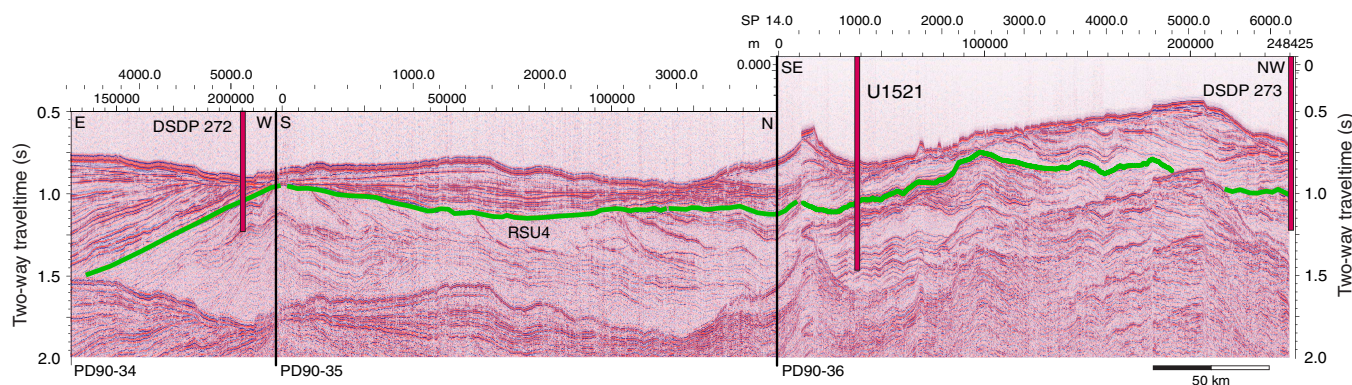 SP 14.0 1000.0 2000.0 3000.0 4000.0 5000.0 6000.0
m 0 100000 200000 248425
4000.0 5000.0 1000.0 2000.0 3000.0 0.000 SE NW 0
150000 200000 0 50000 100000 U1521 DSDP 273
0.5 E DSDP 272 W S N 0.5
1.0 1.0
RSU4
1.5 1.5
2.0 2.0
Two-way traveltime (s)
Two-way traveltime (s)
PD90-34 PD90-35 PD90-36
50 km